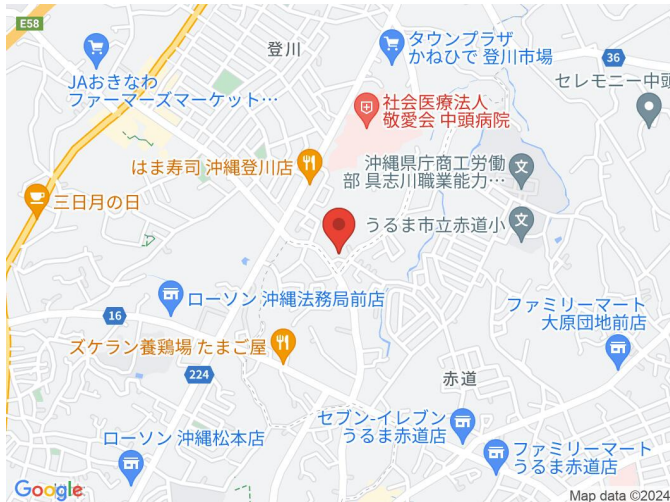 E58
登川
タウンプラザ
かねひで 登川市場
36
JAおきなわ
ファーマーズマーケット…
社会医療法人
敬愛会 中頭病院
セレモニー中頭
はま寿司 沖縄登川店
沖縄県庁商工労働
部 具志川職業能力…
三日月の日
うるま市立赤道小
ローソン 沖縄法務局前店
16
ファミリーマート
大原団地前店
ズケラン養鶏場 たまご屋
224
赤道
セブン-イレブン
うるま赤道店
ローソン 沖縄松本店
ファミリーマート
うるま赤道店
Google
Map data ©2024